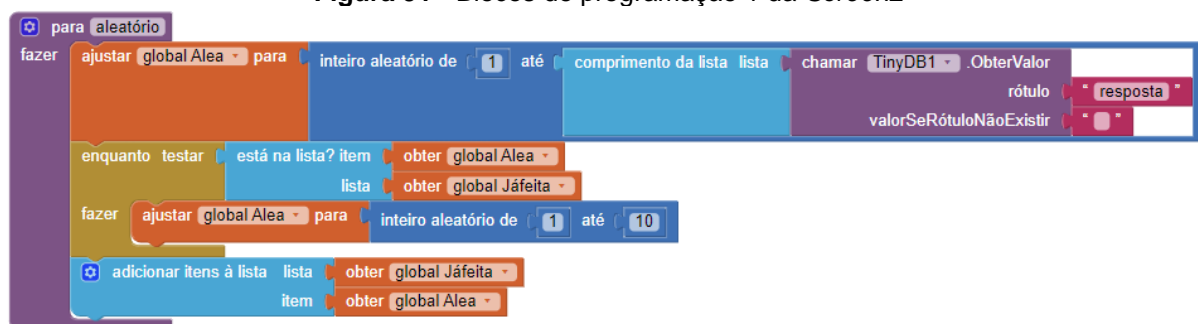 para aleatório
fazer ajustar global Alea para inteiro aleatório de 1 até comprimento da lista lista chamar TinyDB1 .ObterValor
rótulo " resposta "
valorSeRótuloNãoExistir " "
enquanto testar está na lista? item obter global Alea
lista obter global Jáfeita
fazer ajustar global Alea para inteiro aleatório de 1 até 10
adicionar itens à lista lista obter global Jáfeita
item obter global Alea